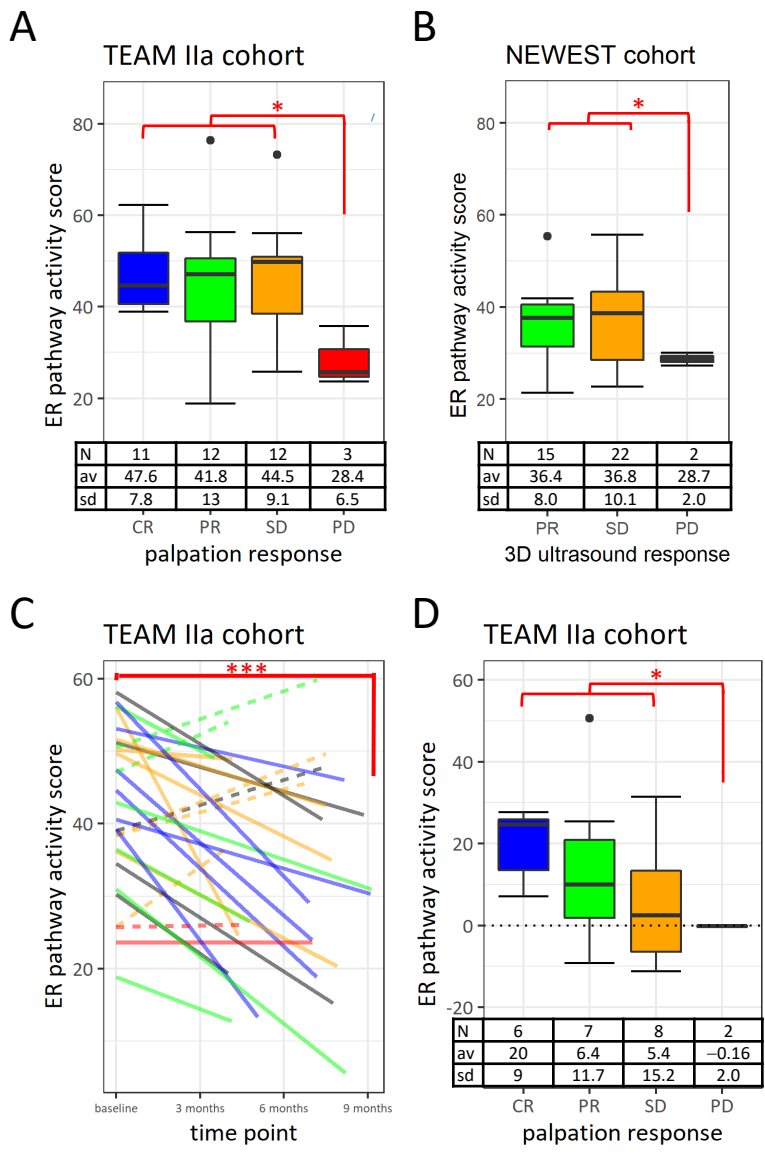 A
TEAM IIa cohort
ER pathway activity score
80
60
40
20
*
N 11 12 12 3
av 47.6 41.8 44.5 28.4
sd 7.8 13 9.1 6.5
CR PR SD PD
palpation response
B
NEWEST cohort
ER pathway activity score
80
60
40
20
*
N 15 22 2
av 36.4 36.8 28.7
sd 8.0 10.1 2.0
PR SD PD
3D ultrasound response
C
TEAM IIa cohort
ER pathway activity score
60
40
20
***
baseline 3 months 6 months 9 months
time point
D
TEAM IIa cohort
ER pathway activity score
60
40
20
0
-20
*
N 6 7 8 2
av 20 6.4 5.4 −0.16
sd 9 11.7 15.2 2.0
CR PR SD PD
palpation response